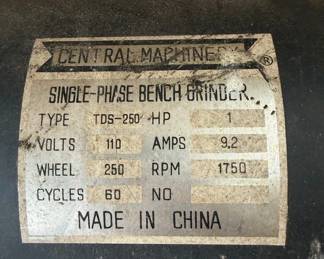 CENTRAL MACHINERY ®
SINGLE-PHASE BENCH GRINDER.
TYPE TDS-250 HP 1
VOLTS 110 AMPS 9.2
WHEEL 250 RPM 1750
CYCLES 60 NO
MADE IN CHINA